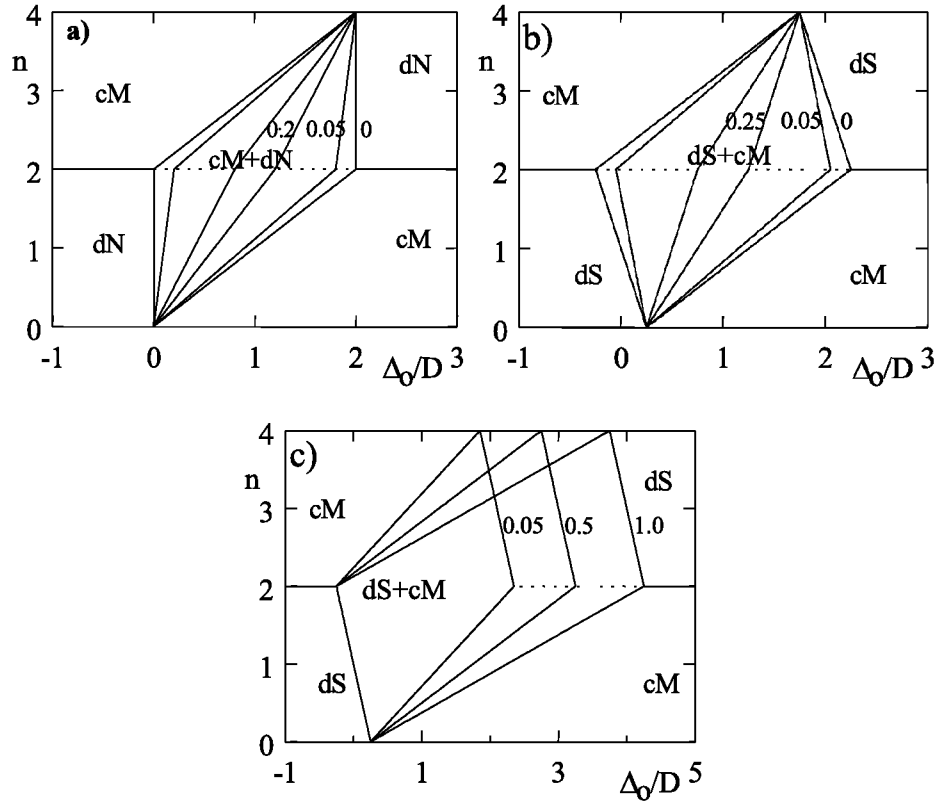 a)
n
4
3
2
1
0
cM
dN
0.2 0.05 0
cM+dN
dN
cM
-1 0 1 2 3
Δo/D
b)
n
4
3
2
1
0
cM
dS
0.25 0.05 0
dS+cM
dS
cM
-1 0 1 2 3
Δo/D
c)
n
4
3
2
1
0
cM
dS
0.05 0.5 1.0
dS+cM
dS
cM
-1 1 3 5
Δo/D